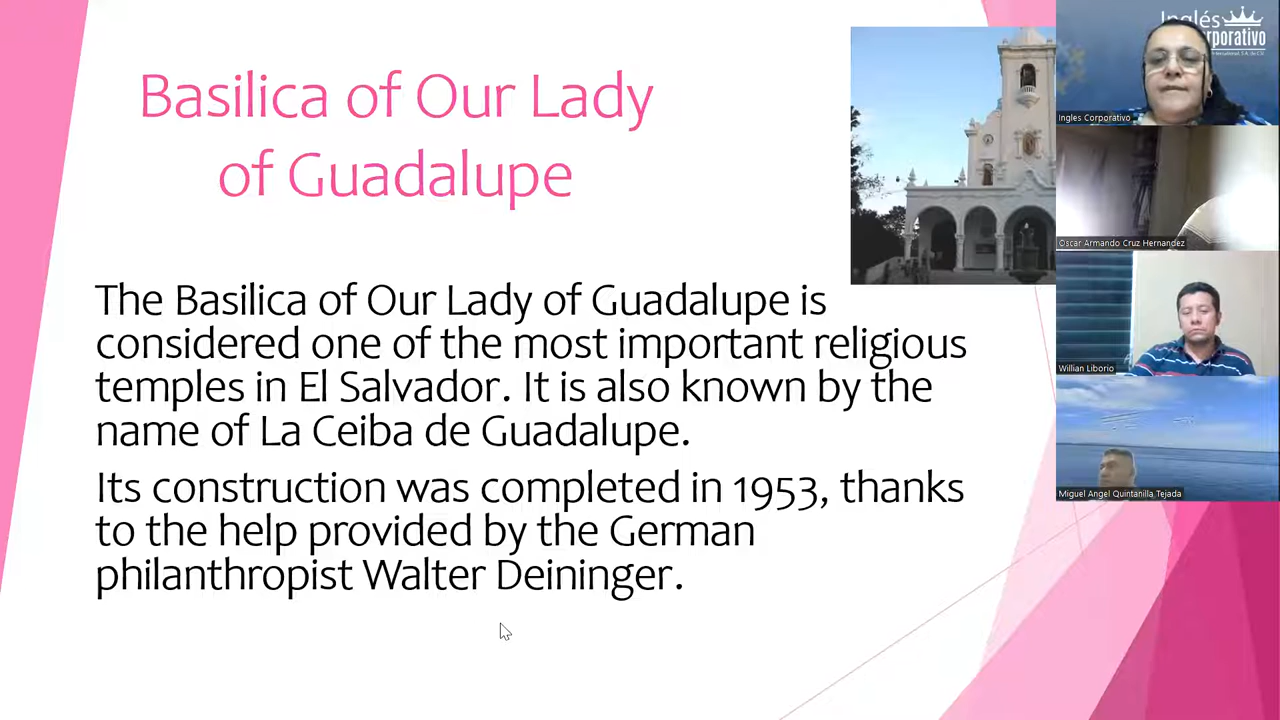 Basilica of Our Lady
of Guadalupe
The Basilica of Our Lady of Guadalupe is
considered one of the most important religious
temples in El Salvador. It is also known by the
name of La Ceiba de Guadalupe.
Its construction was completed in 1953, thanks
to the help provided by the German
philanthropist Walter Deininger.
Inglés
rporativo
Ingles Corporativo
Oscar Armando Cruz Hernandez
Willian Liborio
Miguel Angel Quintanilla Tejada